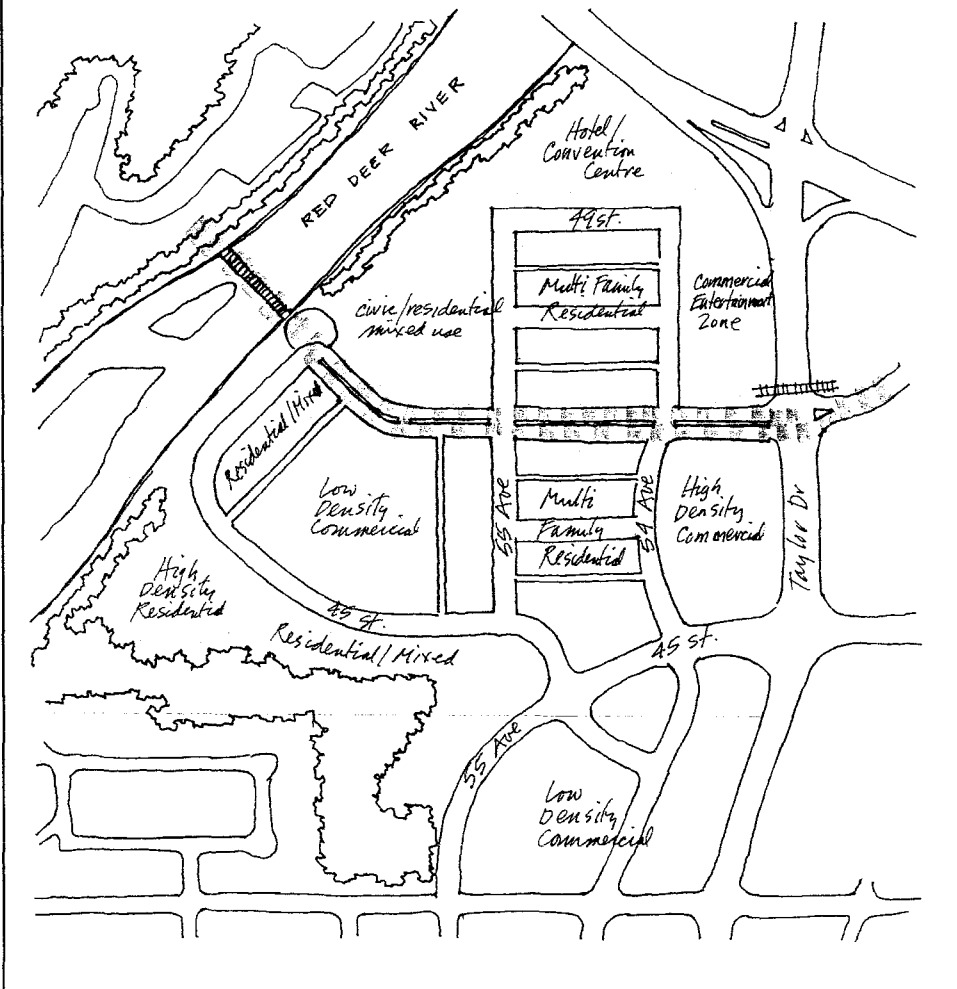 RED DEER RIVER
Hotel/
Convention
Centre
49 st.
Multi Family
Residential
Commercial
Entertainment
Zone
civic/residential
mixed use
Residential/Mixed
Low
Density
Commercial
55 Ave
Multi
Family
Residential
54 Ave
High
Density
Commercial
Taylor Dr
High
Density
Residential
45 st.
Residential/Mixed
45 st.
55 Ave
Low
Density
Commercial